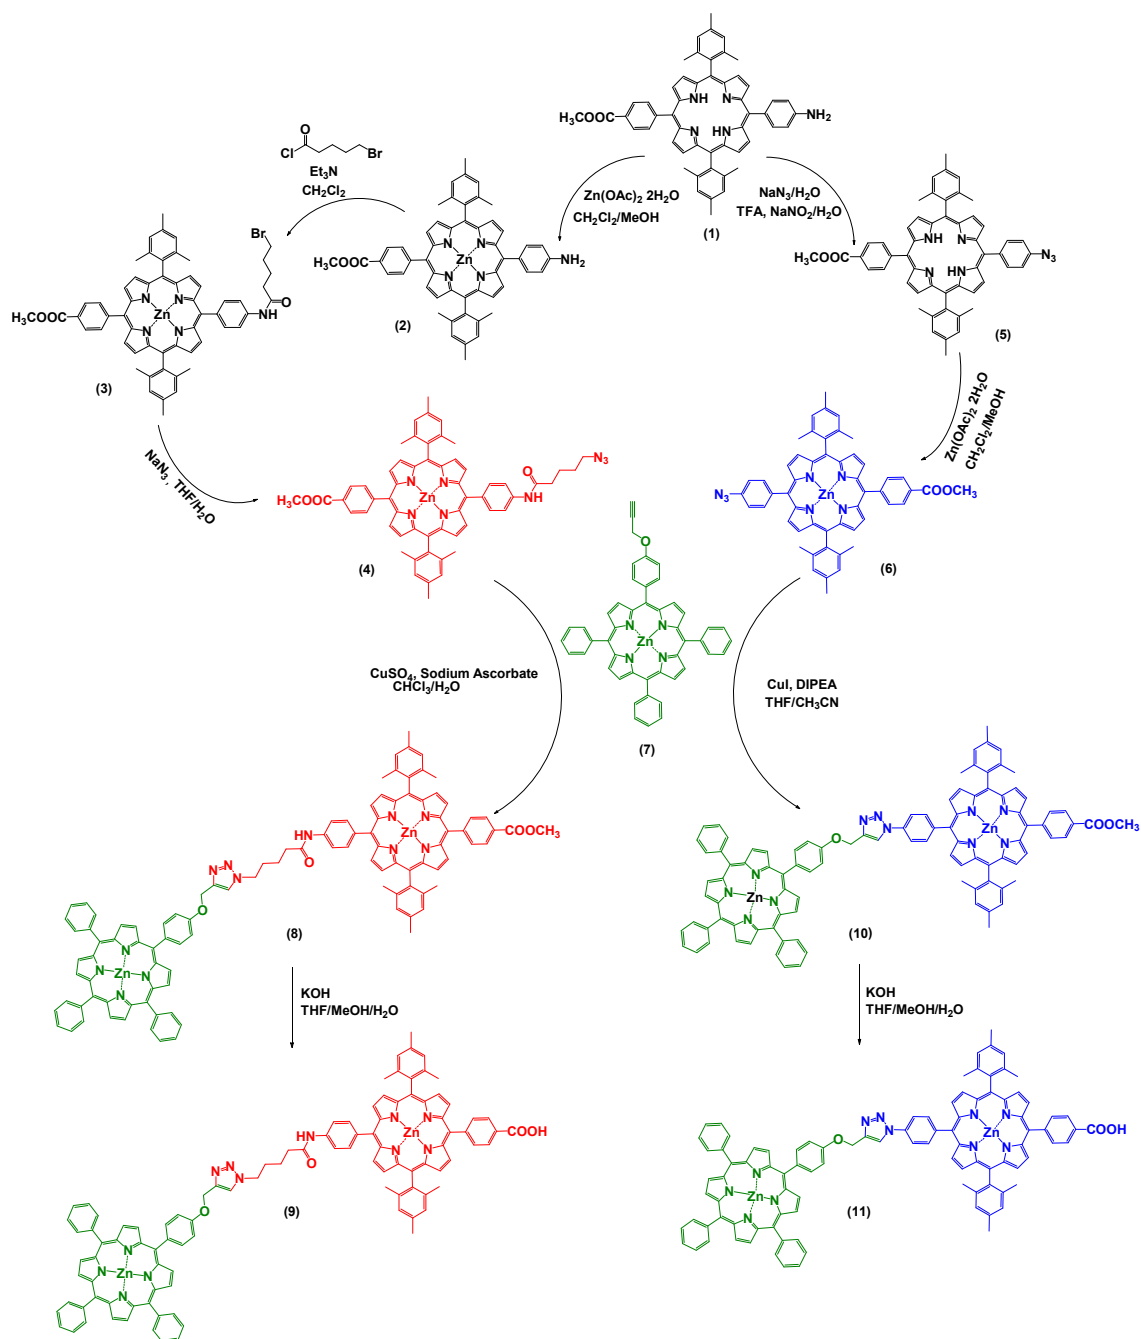 NH N
N HN
H₃COOC
NH₂
(1)
O
Cl
Br
Et₃N
CH₂Cl₂
Zn(OAc)₂ 2H₂O
CH₂Cl₂/MeOH
NaN₃/H₂O
TFA, NaNO₂/H₂O
N N
Zn
N N
H₃COOC
NH₂
(2)
Br
O
NH
N N
Zn
N N
H₃COOC
(3)
NH N
N HN
H₃COOC
N₃
(5)
NaN₃ , THF/H₂O
Zn(OAc)₂ 2H₂O
CH₂Cl₂/MeOH
N₃
O
NH
N N
Zn
N N
CH₃OOC
(4)
N₃
N N
Zn
N N
COOCH₃
(6)
O
N N
Zn
N N
(7)
CuSO₄, Sodium Ascorbate
CHCl₃/H₂O
CuI, DIPEA
THF/CH₃CN
N N
Zn
N N
COOCH₃
HN
O
N N
N
O
N
N Zn N
N
(8)
N N
Zn
N N
COOCH₃
N N
N
O
N
N Zn N
N
(10)
KOH
THF/MeOH/H₂O
KOH
THF/MeOH/H₂O
N N
Zn
N N
COOH
HN
O
N N
N
O
N
N Zn N
N
(9)
N N
Zn
N N
COOH
N N
N
O
N
N Zn N
N
(11)